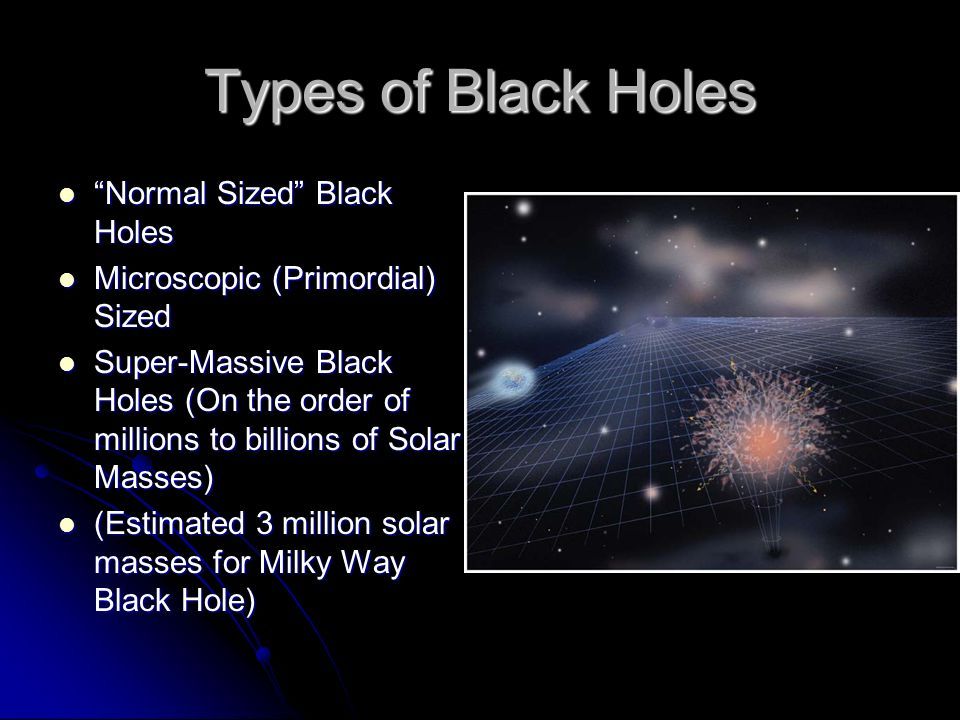 Types of Black Holes
“Normal Sized” Black
Holes
Microscopic (Primordial)
Sized
Super-Massive Black
Holes (On the order of
millions to billions of Solar
Masses)
(Estimated 3 million solar
masses for Milky Way
Black Hole)